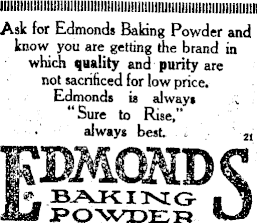 Ask for Edmonds Baking Powder and
know you are getting the brand in
which quality and purity are
not sacrificed for low price.
Edmonds is always
"Sure to Rise,"
always best.
21
EDMONDS
BAKING
POWDER